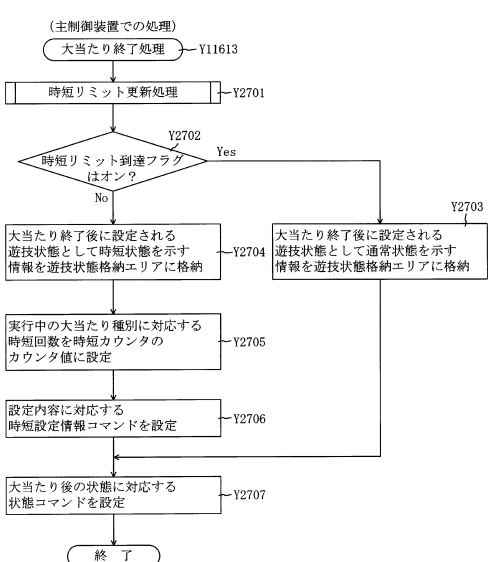 (主制御装置での処理)
大当たり終了処理
Y11613
時短リミット更新処理
Y2701
Y2702
時短リミット到達フラグ
はオン?
Yes
No
Y2703
大当たり終了後に設定される
遊技状態として時短状態を示す
情報を遊技状態格納エリアに格納
Y2704
大当たり終了後に設定される
遊技状態として通常状態を示す
情報を遊技状態格納エリアに格納
実行中の大当たり種別に対応する
時短回数を時短カウンタの
カウンタ値に設定
Y2705
設定内容に対応する
時短設定情報コマンドを設定
Y2706
大当たり後の状態に対応する
状態コマンドを設定
Y2707
終 了